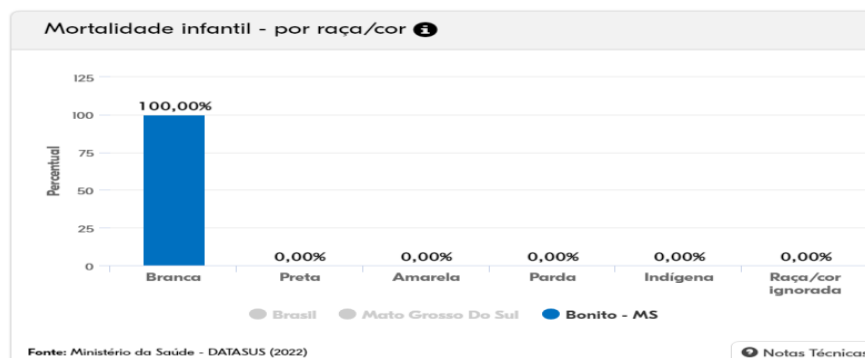 Mortalidade infantil - por raça/cor
125
100
75
50
25
0
Percentual
100,00%
0,00%
0,00%
0,00%
0,00%
0,00%
Branca
Preta
Amarela
Parda
Indígena
Raça/cor
ignorada
Brasil
Mato Grosso Do Sul
Bonito - MS
Fonte: Ministério da Saúde - DATASUS (2022)
Notas Técnicas